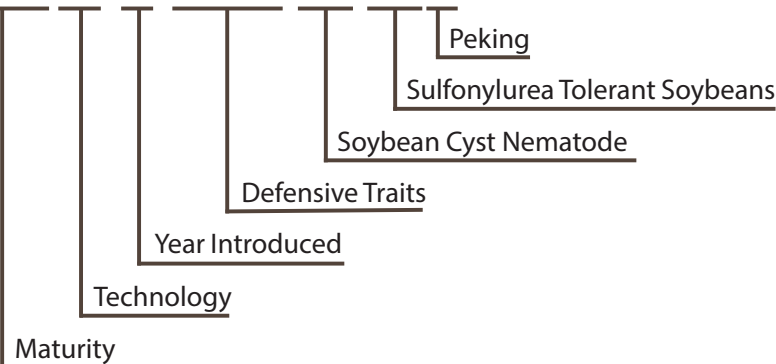 Peking
Sulfonylurea Tolerant Soybeans
Soybean Cyst Nematode
Defensive Traits
Year Introduced
Technology
Maturity